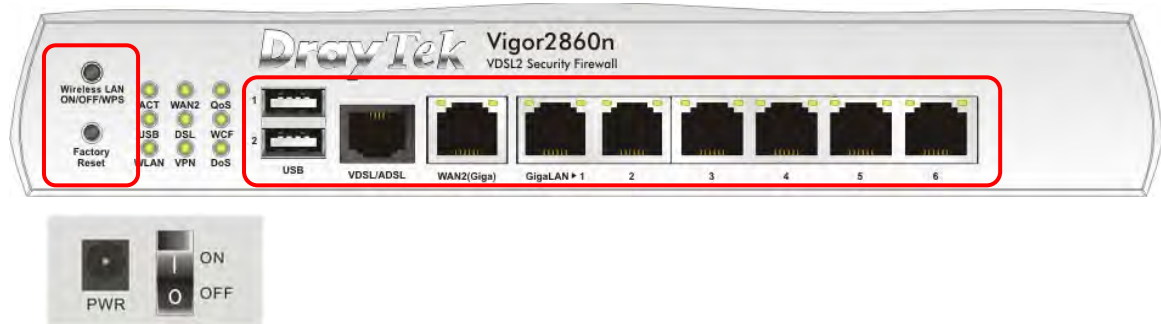 DrayTek Vigor2860n
VDSL2 Security Firewall
Wireless LAN
ON/OFF/WPS
Factory
Reset
ACT WAN2 QoS
USB DSL WCF
WLAN VPN DoS
1
2
USB VDSL/ADSL WAN2(Giga) GigaLAN ▶ 1 2 3 4 5 6
PWR
I ON
O OFF